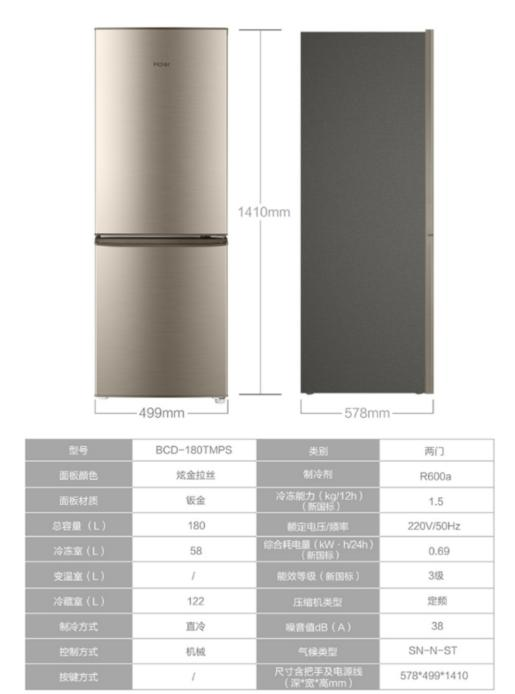 Haier
1410mm
499mm
578mm
型号 BCD-180TMPS 类别 两门
面板颜色 炫金拉丝 制冷剂 R600a
面板材质 钣金 冷冻能力（kg/12h）
（新国标） 1.5
总容量（L） 180 额定电压/频率 220V/50Hz
冷冻室（L） 58 综合耗电量（kW·h/24h）
（新国标） 0.69
变温室（L） / 能效等级（新国标） 3级
冷藏室（L） 122 压缩机类型 定频
制冷方式 直冷 噪音值dB（A） 38
控制方式 机械 气候类型 SN-N-ST
按键方式 / 尺寸含把手及电源线
（深*宽*高mm） 578*499*1410